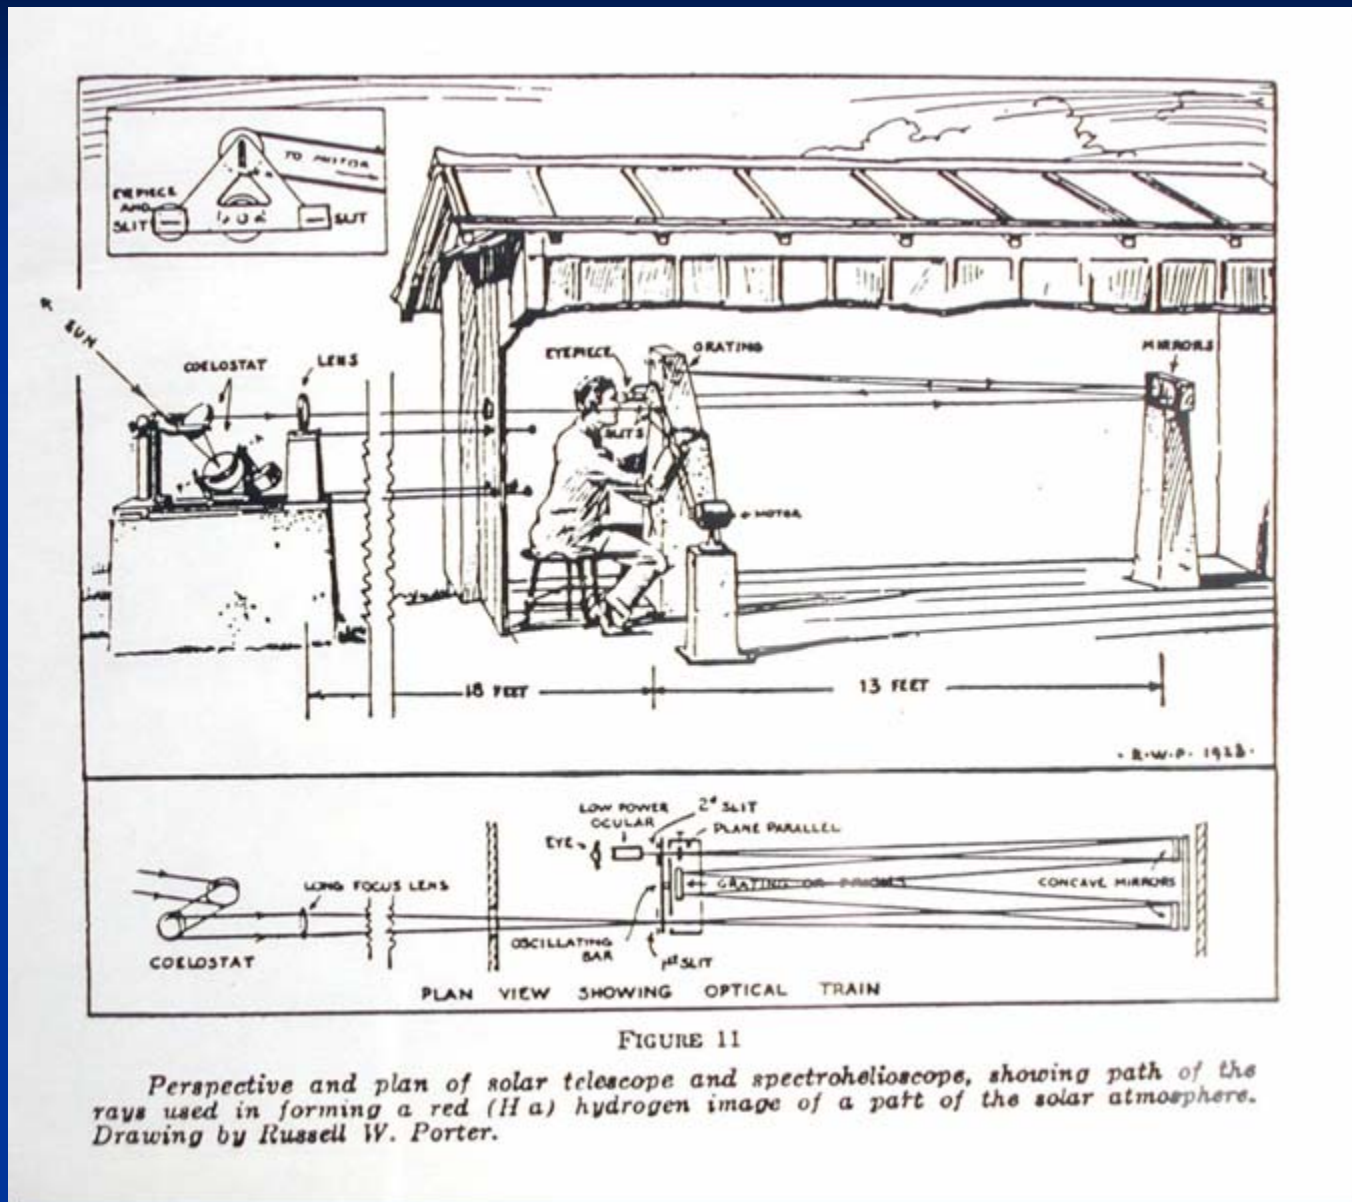 TO MOTOR
EYEPIECE
AND
SLIT
SLIT
SUN
COELOSTAT
LENS
EYEPIECE
GRATING
MIRRORS
SLITS
MOTOR
18 FEET
13 FEET
· R·W·P· 1928·
LOW POWER
OCULAR
2ᵈ SLIT
PLANE PARALLEL
EYE
LONG FOCUS LENS
GRATING OR PRISMS
CONCAVE MIRRORS
COELOSTAT
OSCILLATING
BAR
1ˢᵗ SLIT
PLAN VIEW SHOWING OPTICAL TRAIN
FIGURE 11
Perspective and plan of solar telescope and spectrohelioscope, showing path of the
rays used in forming a red (H a) hydrogen image of a part of the solar atmosphere.
Drawing by Russell W. Porter.